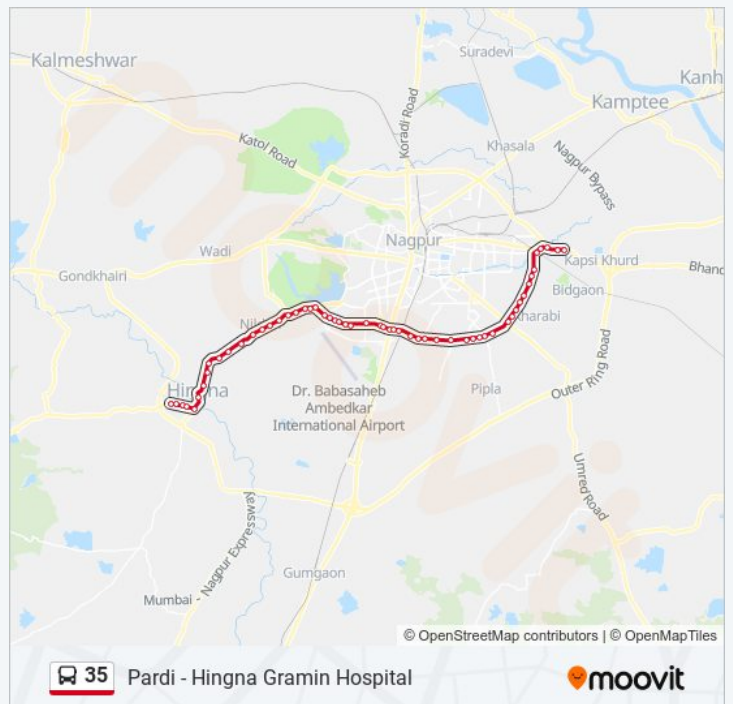 Kalmeshwar
Suradevi
Kanh
Kamptee
Koradi Road
Katol Road
Khasala
Nagpur Bypass
Nagpur
Wadi
Kapsi Khurd
Gondkhairi
Bhand
Bidgaon
Nild
Kharabi
Hingna
Dr. Babasaheb
Ambedkar
International Airport
Pipla
Outer Ring Road
Umred Road
Mumbai - Nagpur Expressway
Gumgaon
© OpenStreetMap contributors | © OpenMapTiles
35 Pardi - Hingna Gramin Hospital
moovit